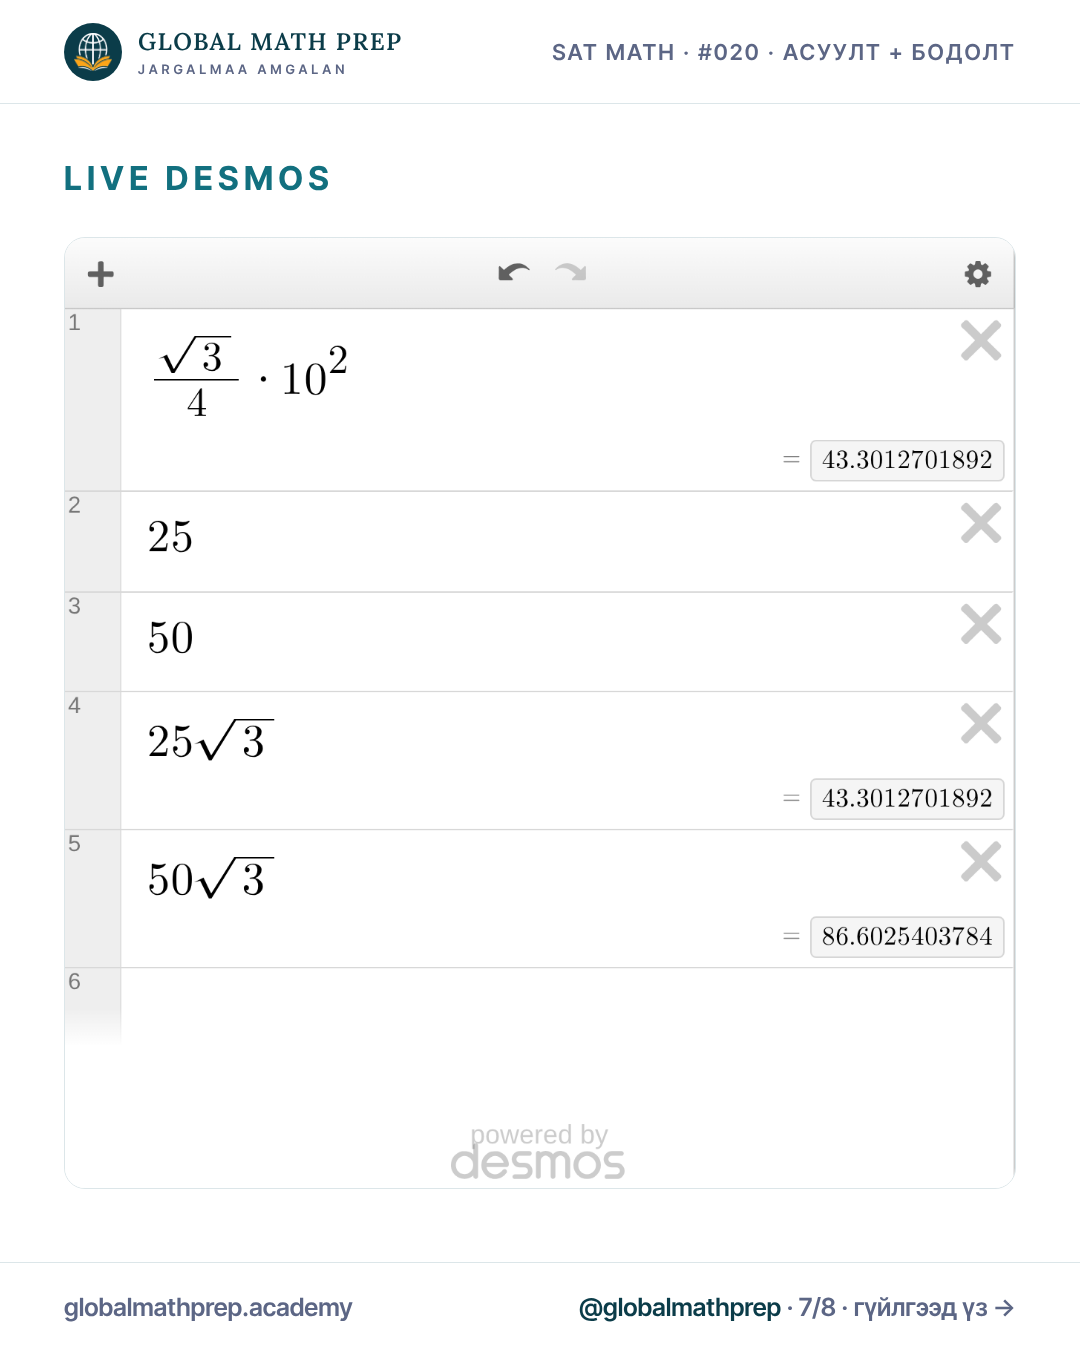 GLOBAL MATH PREP
JARGALMAA AMGALAN
SAT MATH · #020 · АСУУЛТ + БОДОЛТ
LIVE DESMOS
1
√3/4 · 10²
= 43.3012701892
2
25
3
50
4
25√3
= 43.3012701892
5
50√3
= 86.6025403784
6
powered by
desmos
globalmathprep.academy
@globalmathprep · 7/8 · гүйлгээд үз →